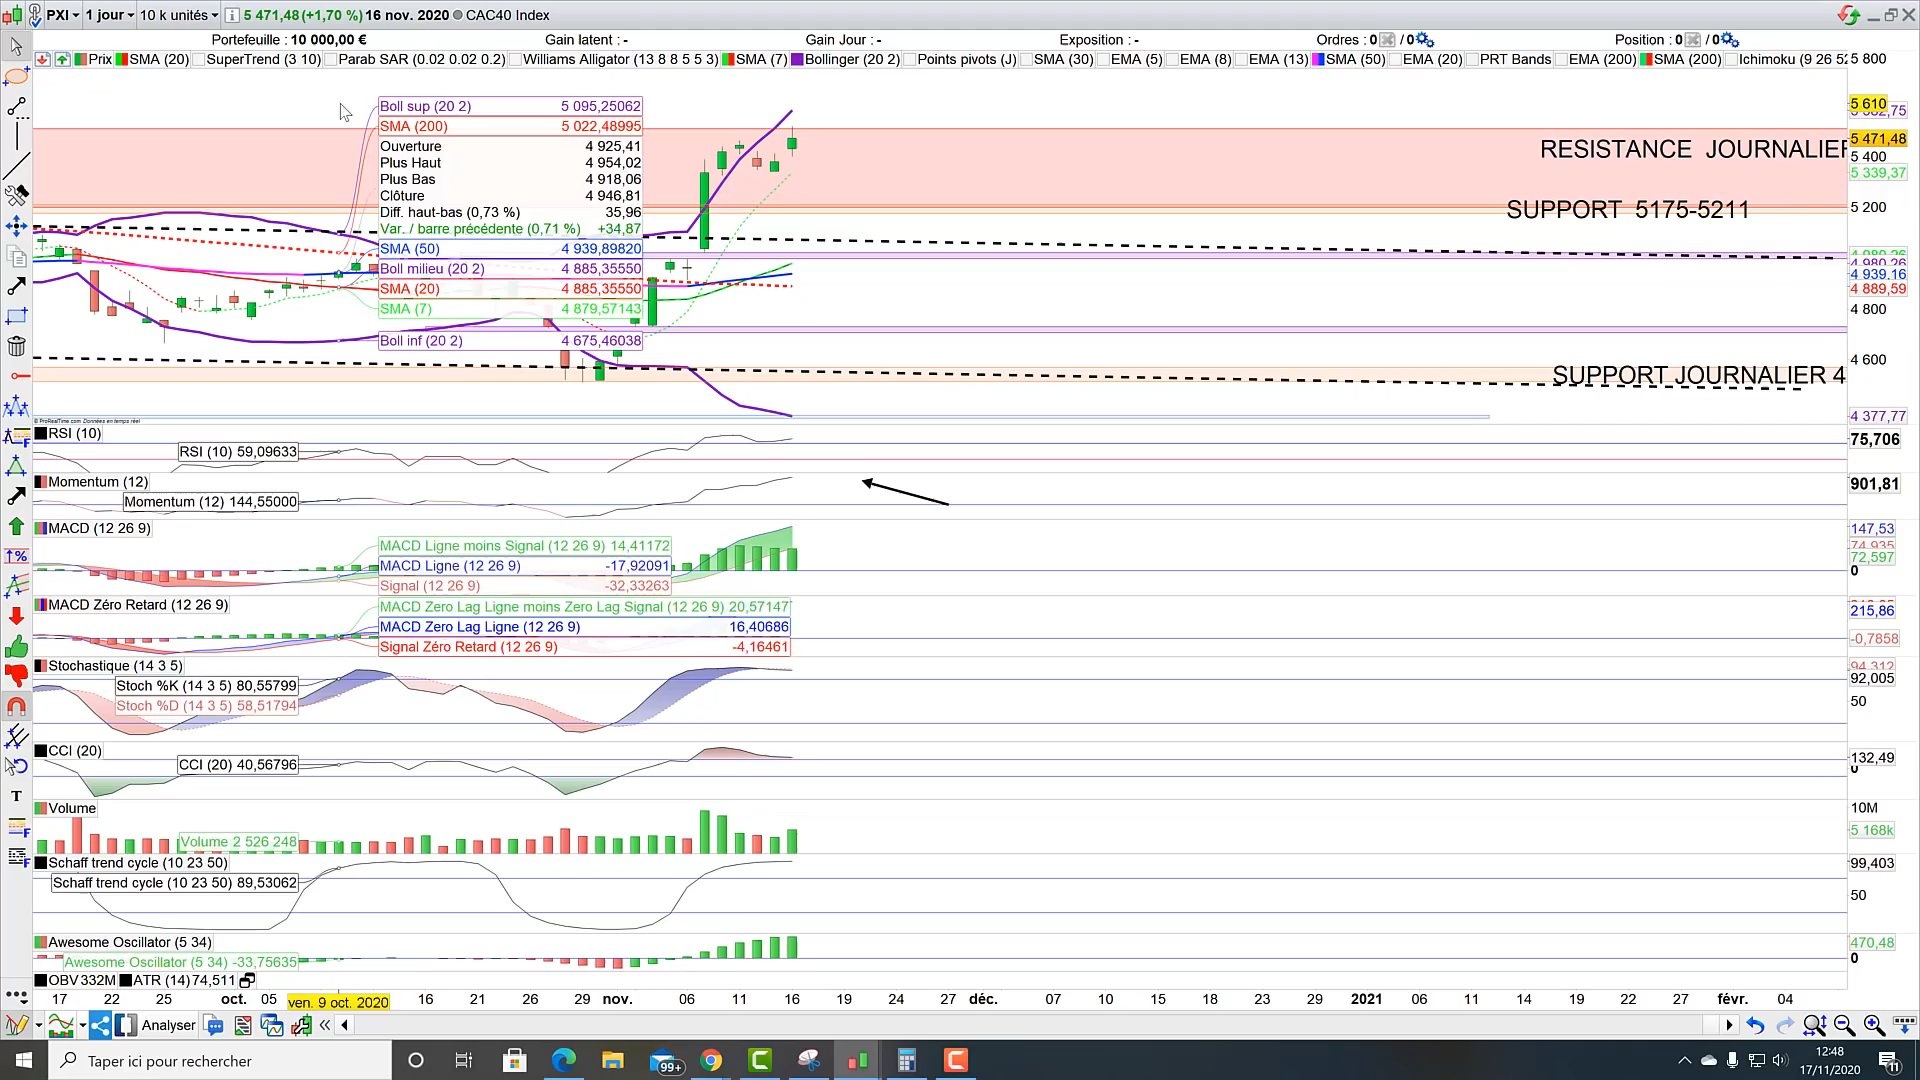 PXI 1 jour 10 k unités 5 471,48 (+1,70 %) 16 nov. 2020 CAC40 Index
Portefeuille : 10 000,00 € Gain latent : - Gain Jour : - Exposition : - Ordres : 0 / 0 Position : 0 / 0
Prix SMA (20) SuperTrend (3 10) Parab SAR (0.02 0.02 0.2) Williams Alligator (13 8 8 5 5 3) SMA (7) Bollinger (20 2) Points pivots (J) SMA (30) EMA (5) EMA (8) EMA (13) SMA (50) EMA (20) PRT Bands EMA (200) SMA (200) Ichimoku (9 26 52
5 800
5 610
Boll sup (20 2) 5 095,25062
SMA (200) 5 022,48995
Ouverture 4 925,41
Plus Haut 4 954,02
Plus Bas 4 918,06
Clôture 4 946,81
Diff. haut-bas (0,73 %) 35,96
Var. / barre précédente (0,71 %) +34,87
SMA (50) 4 939,89820
Boll milieu (20 2) 4 885,35550
SMA (20) 4 885,35550
SMA (7) 4 879,57143
Boll inf (20 2) 4 675,46038
RESISTANCE JOURNALIER
SUPPORT 5175-5211
SUPPORT JOURNALIER 4
5 471,48
5 400
5 339,37
5 200
4 980,26
4 939,16
4 889,59
4 800
4 600
4 377,77
© ProRealTime.com Données en temps réel
RSI (10)
RSI (10) 59,09633
75,706
Momentum (12)
Momentum (12) 144,55000
901,81
MACD (12 26 9)
MACD Ligne moins Signal (12 26 9) 14,41172
MACD Ligne (12 26 9) -17,92091
Signal (12 26 9) -32,33263
147,53
74,935
72,597
0
MACD Zéro Retard (12 26 9)
MACD Zero Lag Ligne moins Zero Lag Signal (12 26 9) 20,57147
MACD Zero Lag Ligne (12 26 9) 16,40686
Signal Zéro Retard (12 26 9) -4,16461
215,86
-0,7858
Stochastique (14 3 5)
Stoch %K (14 3 5) 80,55799
Stoch %D (14 3 5) 58,51794
94,312
92,005
50
CCI (20)
CCI (20) 40,56796
132,49
0
Volume
Volume 2 526 248
10M
5 168k
Schaff trend cycle (10 23 50)
Schaff trend cycle (10 23 50) 89,53062
99,403
50
Awesome Oscillator (5 34)
Awesome Oscillator (5 34) -33,75635
470,48
0
OBV 332M ATR (14) 74,511
17 22 25 oct. 05 ven. 9 oct. 2020 16 21 26 29 nov. 06 11 16 19 24 27 déc. 07 10 15 18 23 29 2021 06 11 14 19 22 27 févr. 04
Analyser
Taper ici pour rechercher
99+
12:48
17/11/2020
11